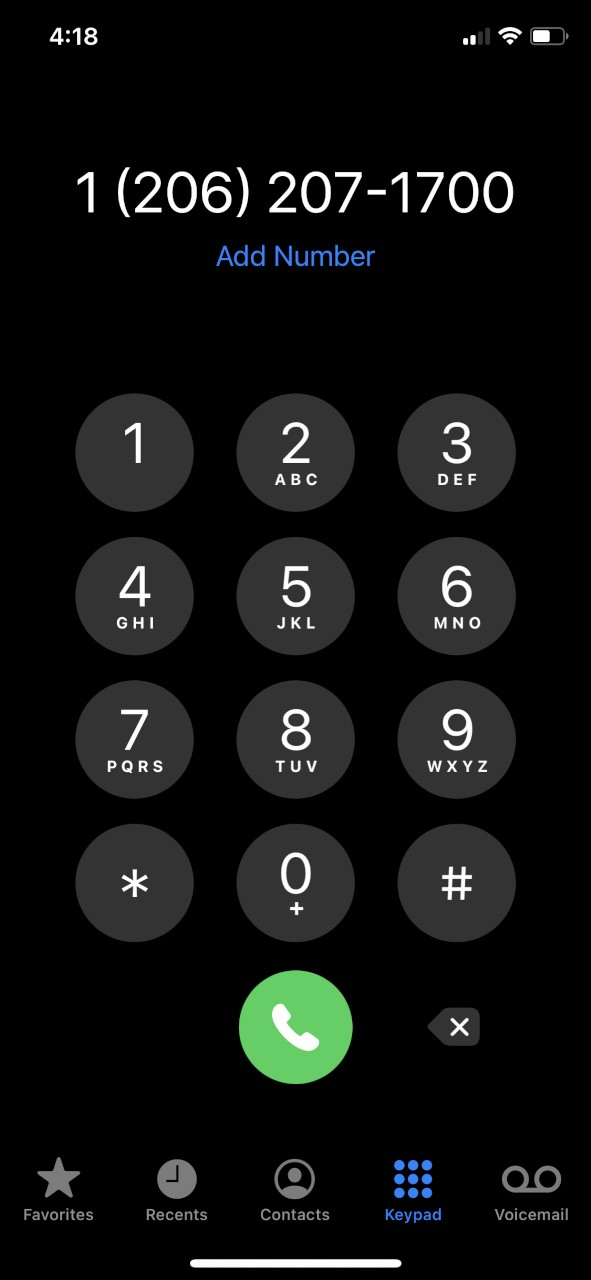 4:18
1 (206) 207-1700
Add Number
1 2 3
ABC DEF
4 5 6
GHI JKL MNO
7 8 9
PQRS TUV WXYZ
* 0 #
+
Favorites Recents Contacts Keypad Voicemail